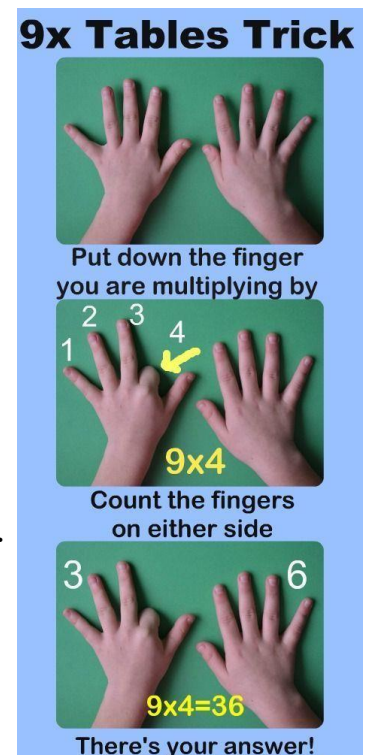 9x Tables Trick
Put down the finger
you are multiplying by
1 2 3 4
9x4
Count the fingers
on either side
3 6
9x4=36
There's your answer!